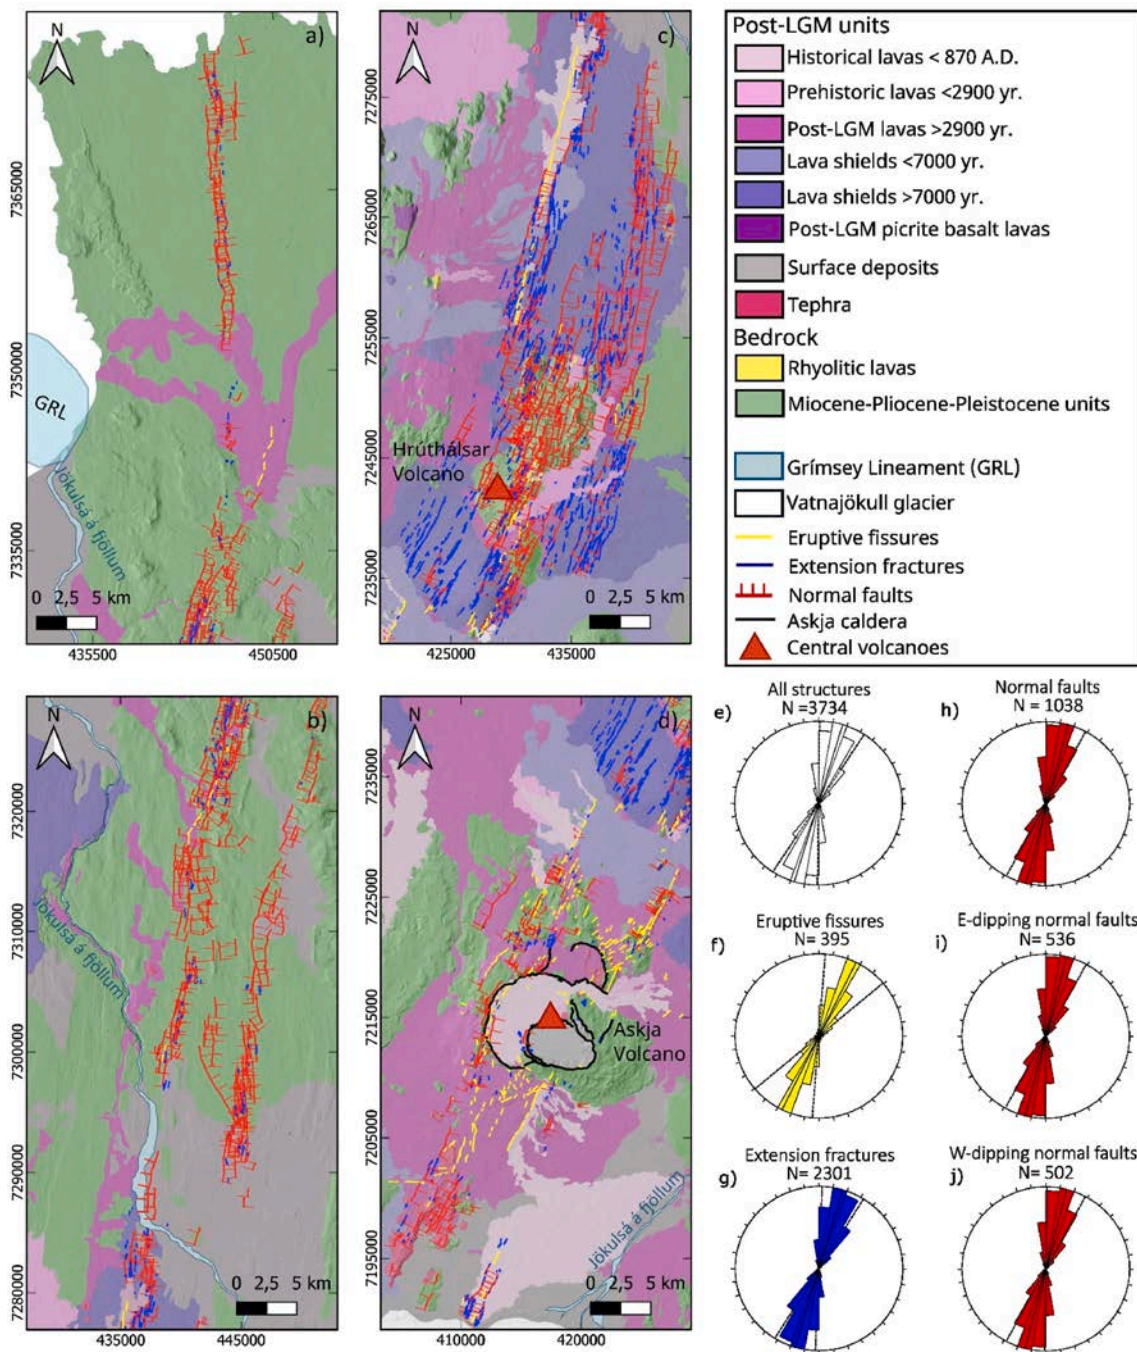 N
a)
7365000
7350000
7335000
GRL
Jökulsá á fjöllum
0 2,5 5 km
435500 450500
N
c)
7275000
7265000
7255000
7245000
7235000
Hrúthálsar
Volcano
0 2,5 5 km
425000 435000
Post-LGM units
Historical lavas < 870 A.D.
Prehistoric lavas <2900 yr.
Post-LGM lavas >2900 yr.
Lava shields <7000 yr.
Lava shields >7000 yr.
Post-LGM picrite basalt lavas
Surface deposits
Tephra
Bedrock
Rhyolitic lavas
Miocene-Pliocene-Pleistocene units
Grímsey Lineament (GRL)
Vatnajökull glacier
Eruptive fissures
Extension fractures
Normal faults
Askja caldera
Central volcanoes
N
b)
7320000
7310000
7300000
7290000
7280000
Jökulsá á fjöllum
0 2,5 5 km
435000 445000
N
d)
7235000
7225000
7215000
7205000
7195000
Askja
Volcano
Jökulsá á fjöllum
0 2,5 5 km
410000 420000
All structures
e) N =3734
Normal faults
h) N = 1038
Eruptive fissures
f) N= 395
E-dipping normal faults
i) N= 536
Extension fractures
g) N= 2301
W-dipping normal faults
j) N= 502